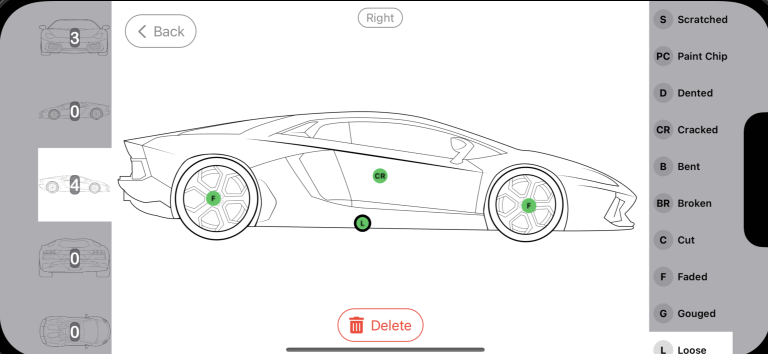 3
0
4
0
0
Back
Right
CR
F
F
L
Delete
S Scratched
PC Paint Chip
D Dented
CR Cracked
B Bent
BR Broken
C Cut
F Faded
G Gouged
L Loose